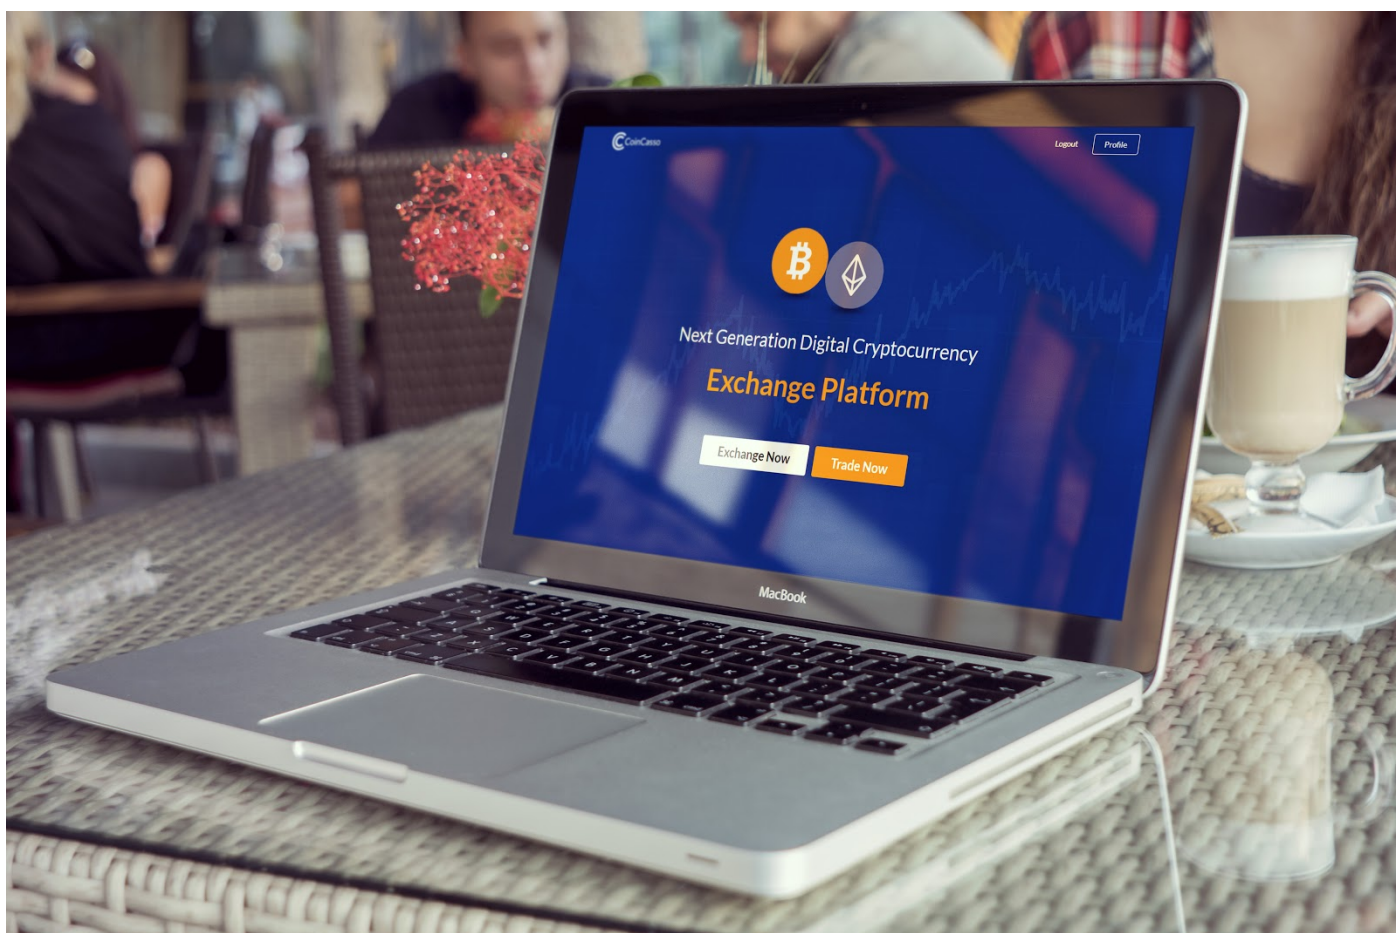 CoinCasso
Logout
Profile
Next Generation Digital Cryptocurrency
Exchange Platform
Exchange Now
Trade Now
MacBook